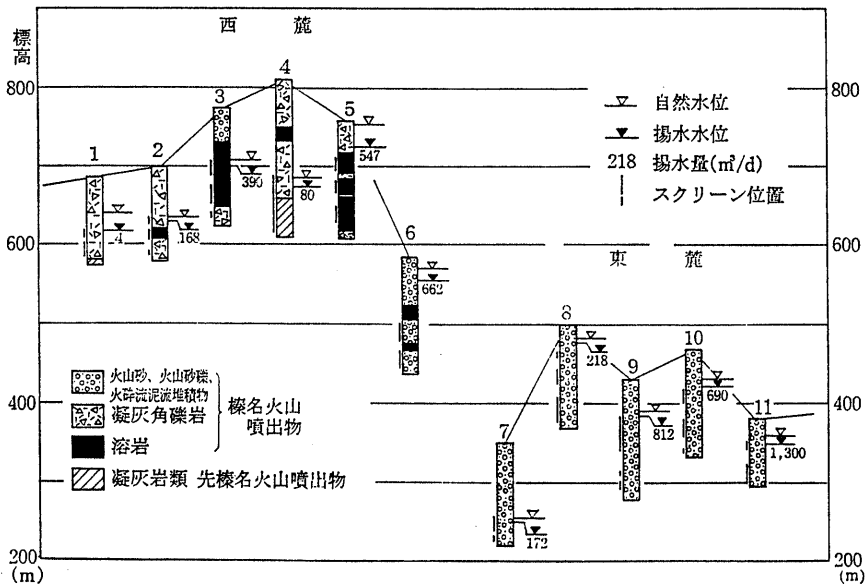 標高
西麓
800
600
400
200
(m)
800
600
400
200
(m)
1
2
3
4
5
6
7
8
9
10
11
4
168
390
80
547
662
172
218
812
690
1,300
自然水位
揚水水位
218 揚水量(㎥/d)
スクリーン位置
東麓
火山砂、火山砂礫、
火砕流泥流堆積物
凝灰角礫岩
溶岩
榛名火山
噴出物
凝灰岩類 先榛名火山噴出物